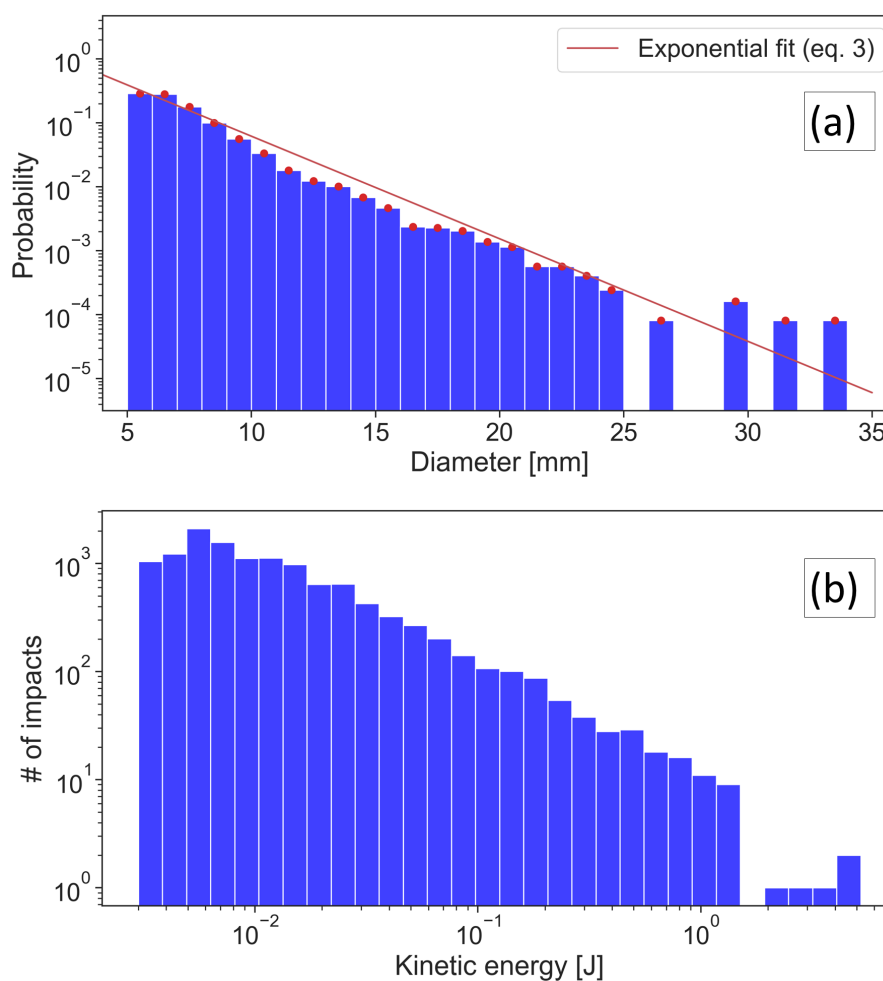 Exponential fit (eq. 3)
(a)
10^0
10^-1
10^-2
10^-3
10^-4
10^-5
Probability
5 10 15 20 25 30 35
Diameter [mm]
(b)
10^3
10^2
10^1
10^0
# of impacts
10^-2 10^-1 10^0
Kinetic energy [J]